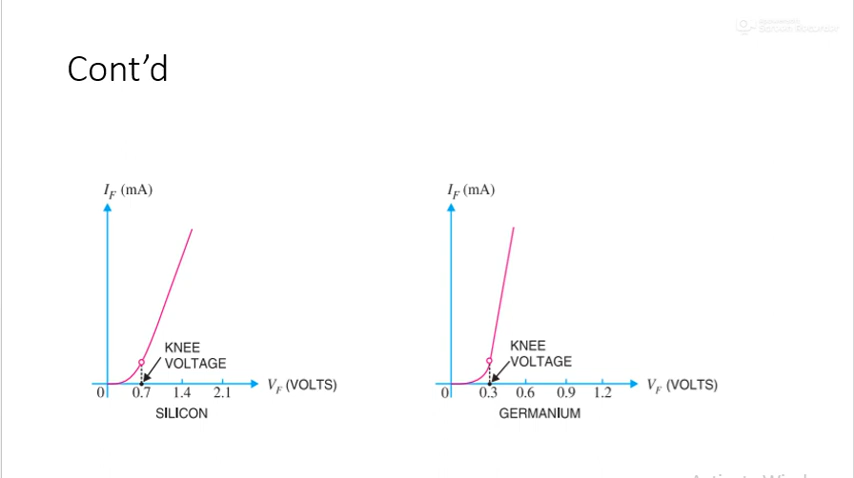 Cont'd
I_F (mA)
KNEE
VOLTAGE
0 0.7 1.4 2.1
V_F (VOLTS)
SILICON
I_F (mA)
KNEE
VOLTAGE
0 0.3 0.6 0.9 1.2
V_F (VOLTS)
GERMANIUM